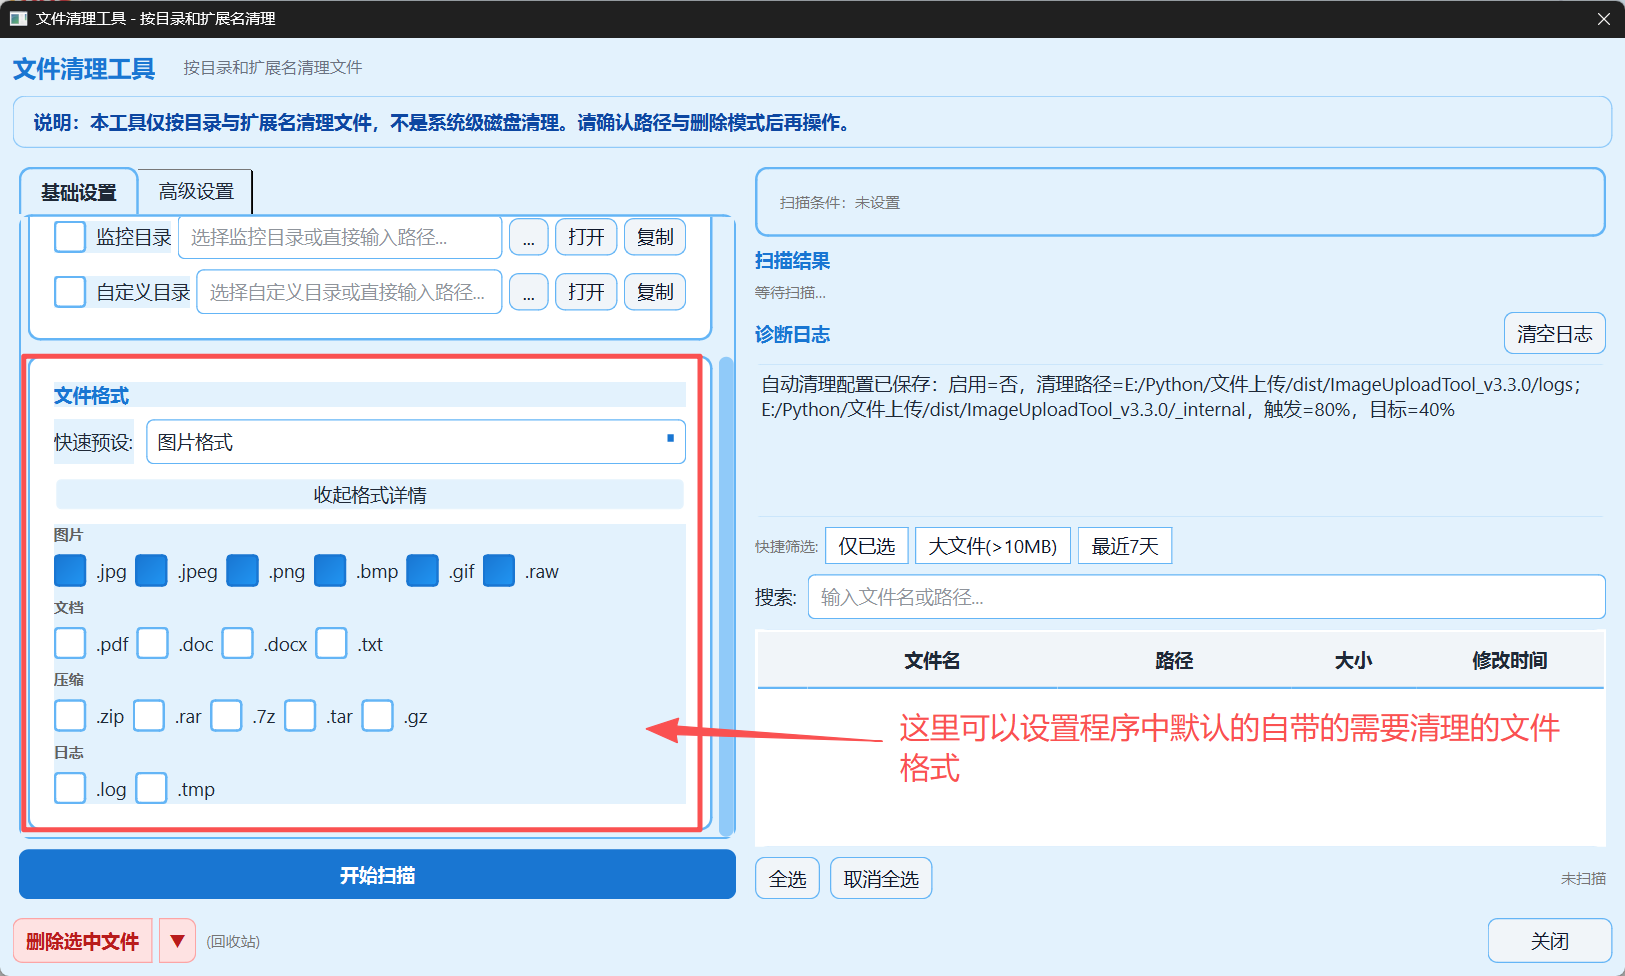 文件清理工具 - 按目录和扩展名清理
文件清理工具 按目录和扩展名清理文件
说明：本工具仅按目录与扩展名清理文件，不是系统级磁盘清理。请确认路径与删除模式后再操作。
基础设置 高级设置
监控目录 选择监控目录或直接输入路径... ... 打开 复制
自定义目录 选择自定义目录或直接输入路径... ... 打开 复制
文件格式
快速预设: 图片格式
收起格式详情
图片
.jpg .jpeg .png .bmp .gif .raw
文档
.pdf .doc .docx .txt
压缩
.zip .rar .7z .tar .gz
日志
.log .tmp
开始扫描
删除选中文件 ▼ (回收站)
扫描条件：未设置
扫描结果
等待扫描...
诊断日志 清空日志
自动清理配置已保存：启用=否，清理路径=E:/Python/文件上传/dist/ImageUploadTool_v3.3.0/logs；
E:/Python/文件上传/dist/ImageUploadTool_v3.3.0/_internal，触发=80%，目标=40%
快捷筛选: 仅已选 大文件(>10MB) 最近7天
搜索: 输入文件名或路径...
文件名 路径 大小 修改时间
这里可以设置程序中默认的自带的需要清理的文件
格式
全选 取消全选 未扫描
关闭